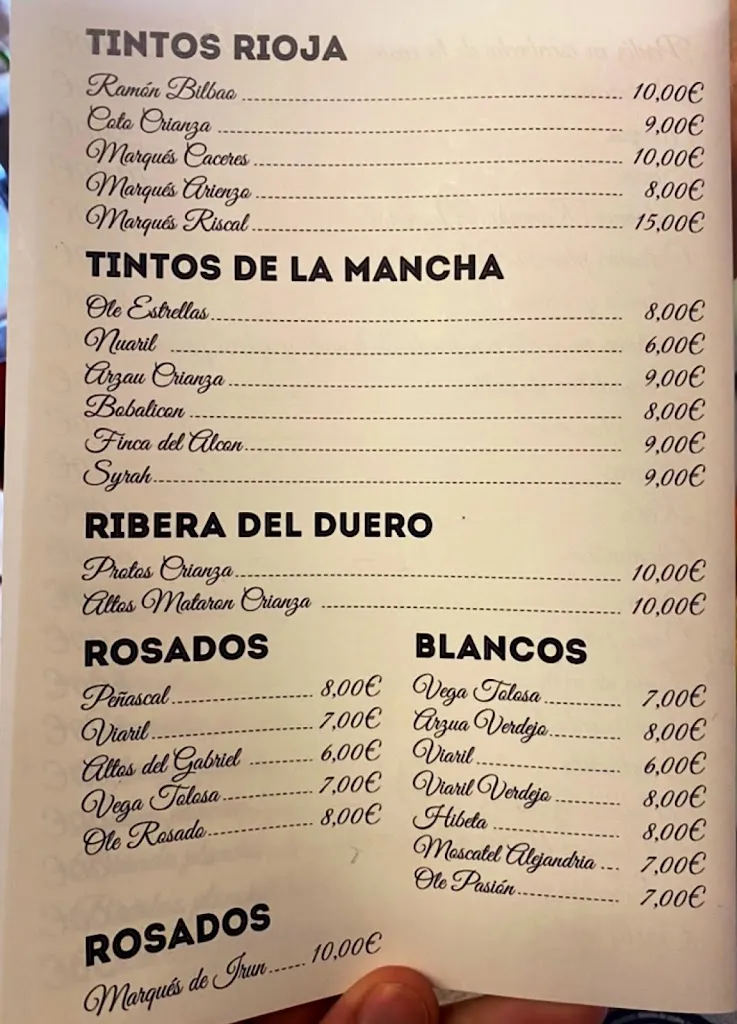 TINTOS RIOJA
Ramón Bilbao 10,00€
Coto Crianza 9,00€
Marqués Caceres 10,00€
Marqués Arienzo 8,00€
Marqués Riscal 15,00€
TINTOS DE LA MANCHA
Ole Estrellas 8,00€
Nuaril 6,00€
Arzau Crianza 9,00€
Bobalicon 8,00€
Finca del Alcon 9,00€
Syrah 9,00€
RIBERA DEL DUERO
Protos Crianza 10,00€
Altos Mataron Crianza 10,00€
ROSADOS
Peñascal 8,00€
Viaril 7,00€
Altos del Gabriel 6,00€
Vega Tolosa 7,00€
Ole Rosado 8,00€
ROSADOS
Marqués de Irun 10,00€
BLANCOS
Vega Tolosa 7,00€
Arzua Verdejo 8,00€
Viaril 6,00€
Viaril Verdejo 8,00€
Hibeta 8,00€
Moscatel Alejandria 7,00€
Ole Pasión 7,00€